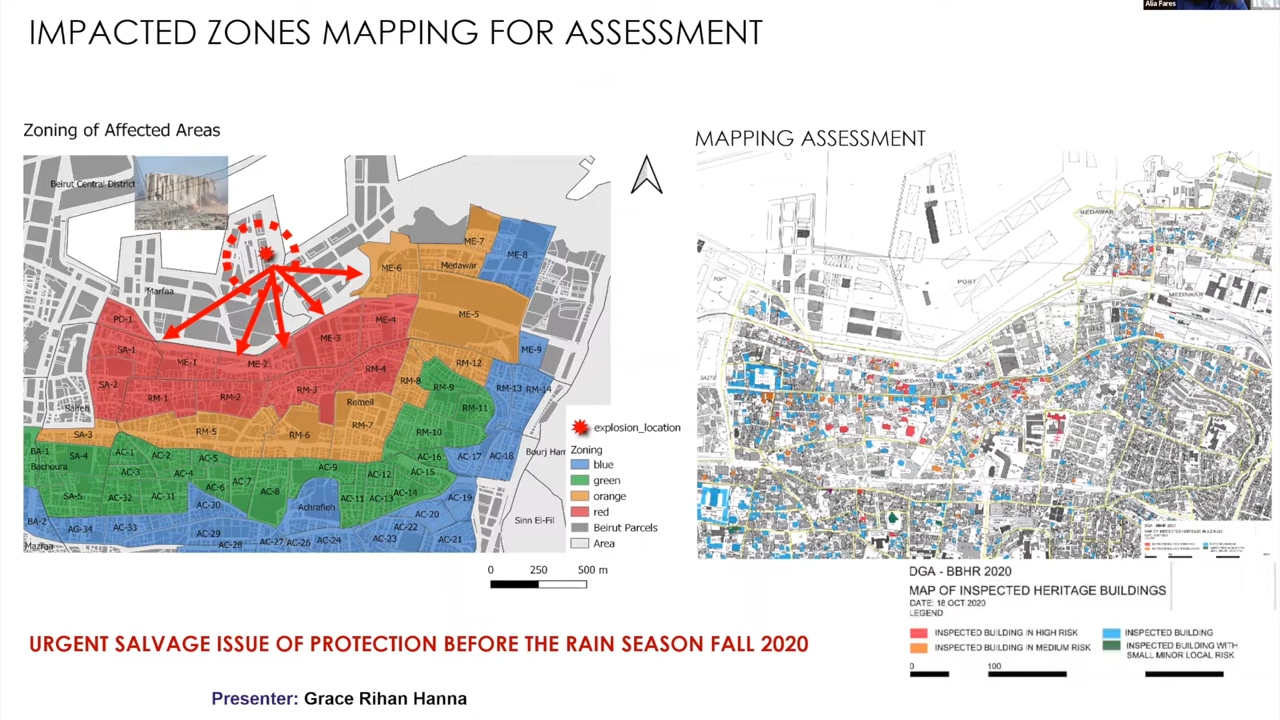 Alia Fares
IMPACTED ZONES MAPPING FOR ASSESSMENT
Zoning of Affected Areas
MAPPING ASSESSMENT
Beirut Central District
Marfaa
PD-1
SA-1
SA-2
Saifeh
SA-3
ME-1
ME-2
ME-3
ME-4
ME-5
ME-6
ME-7
Medawar
ME-8
ME-9
RM-1
RM-2
RM-3
RM-4
RM-5
RM-6
Remeil
RM-7
RM-8
RM-9
RM-10
RM-11
RM-12
RM-13
RM-14
BA-1
Bachoura
SA-4
SA-5
BA-2
Mazraa
AC-1
AC-2
AC-3
AC-4
AC-5
AC-6
AC-7
AC-8
AC-9
AC-11
AC-12
AC-13
AC-14
AC-15
AC-16
AC-17
AC-18
AC-19
AC-20
AC-21
AC-22
AC-23
AC-24
Achrafieh
AC-26
AC-27
AC-28
AC-29
AC-30
AC-31
AC-32
AC-33
AG-34
Bourj Ham
Sinn El-Fil
explosion_location
Zoning
blue
green
orange
red
Beirut Parcels
Area
0 250 500 m
MEDAWAR
PORT
MEDAWAR
MEDAWAR
DGA - BBHR 2020
MAP OF INSPECTED HERITAGE BUILDINGS
DATE: 18 OCT 2020
LEGEND
INSPECTED BUILDING IN HIGH RISK
INSPECTED BUILDING IN MEDIUM RISK
INSPECTED BUILDING
INSPECTED BUILDING WITH
SMALL MINOR LOCAL RISK
0 100
URGENT SALVAGE ISSUE OF PROTECTION BEFORE THE RAIN SEASON FALL 2020
Presenter: Grace Rihan Hanna